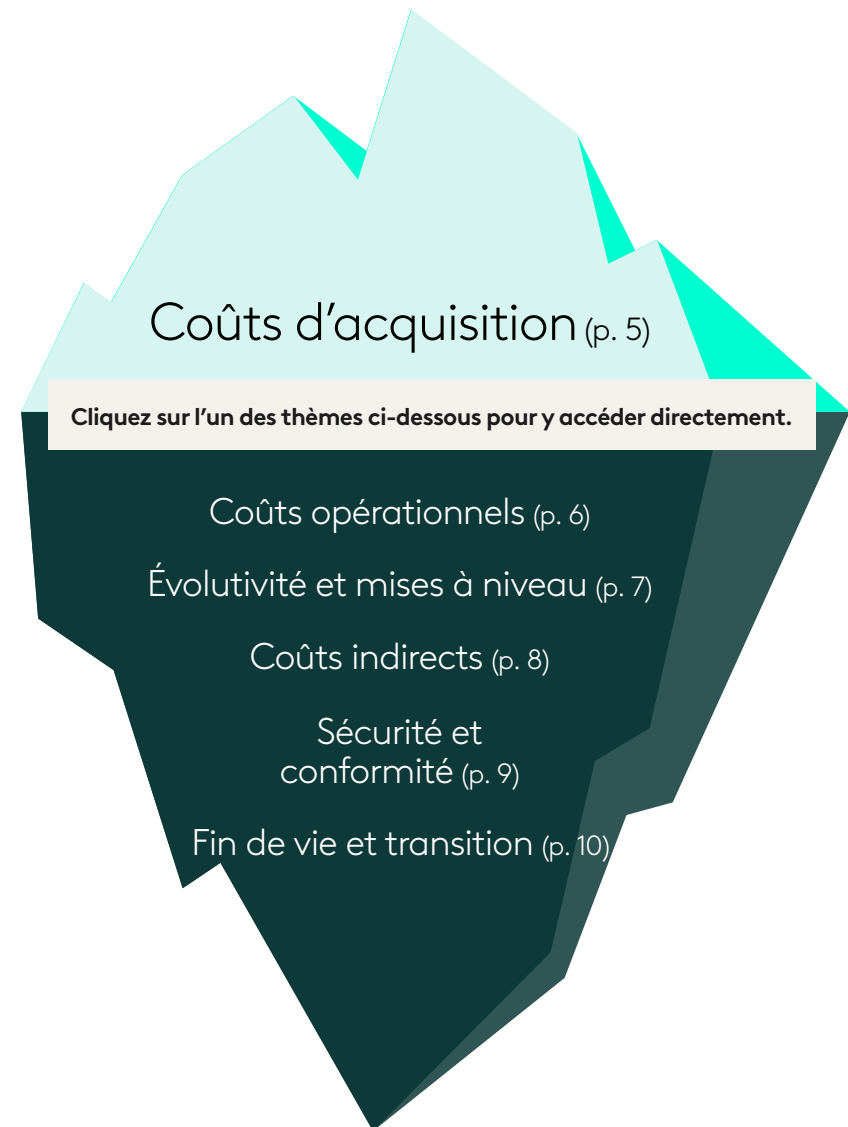 Coûts d’acquisition (p. 5)
Cliquez sur l’un des thèmes ci-dessous pour y accéder directement.
Coûts opérationnels (p. 6)
Évolutivité et mises à niveau (p. 7)
Coûts indirects (p. 8)
Sécurité et
conformité (p. 9)
Fin de vie et transition (p. 10)